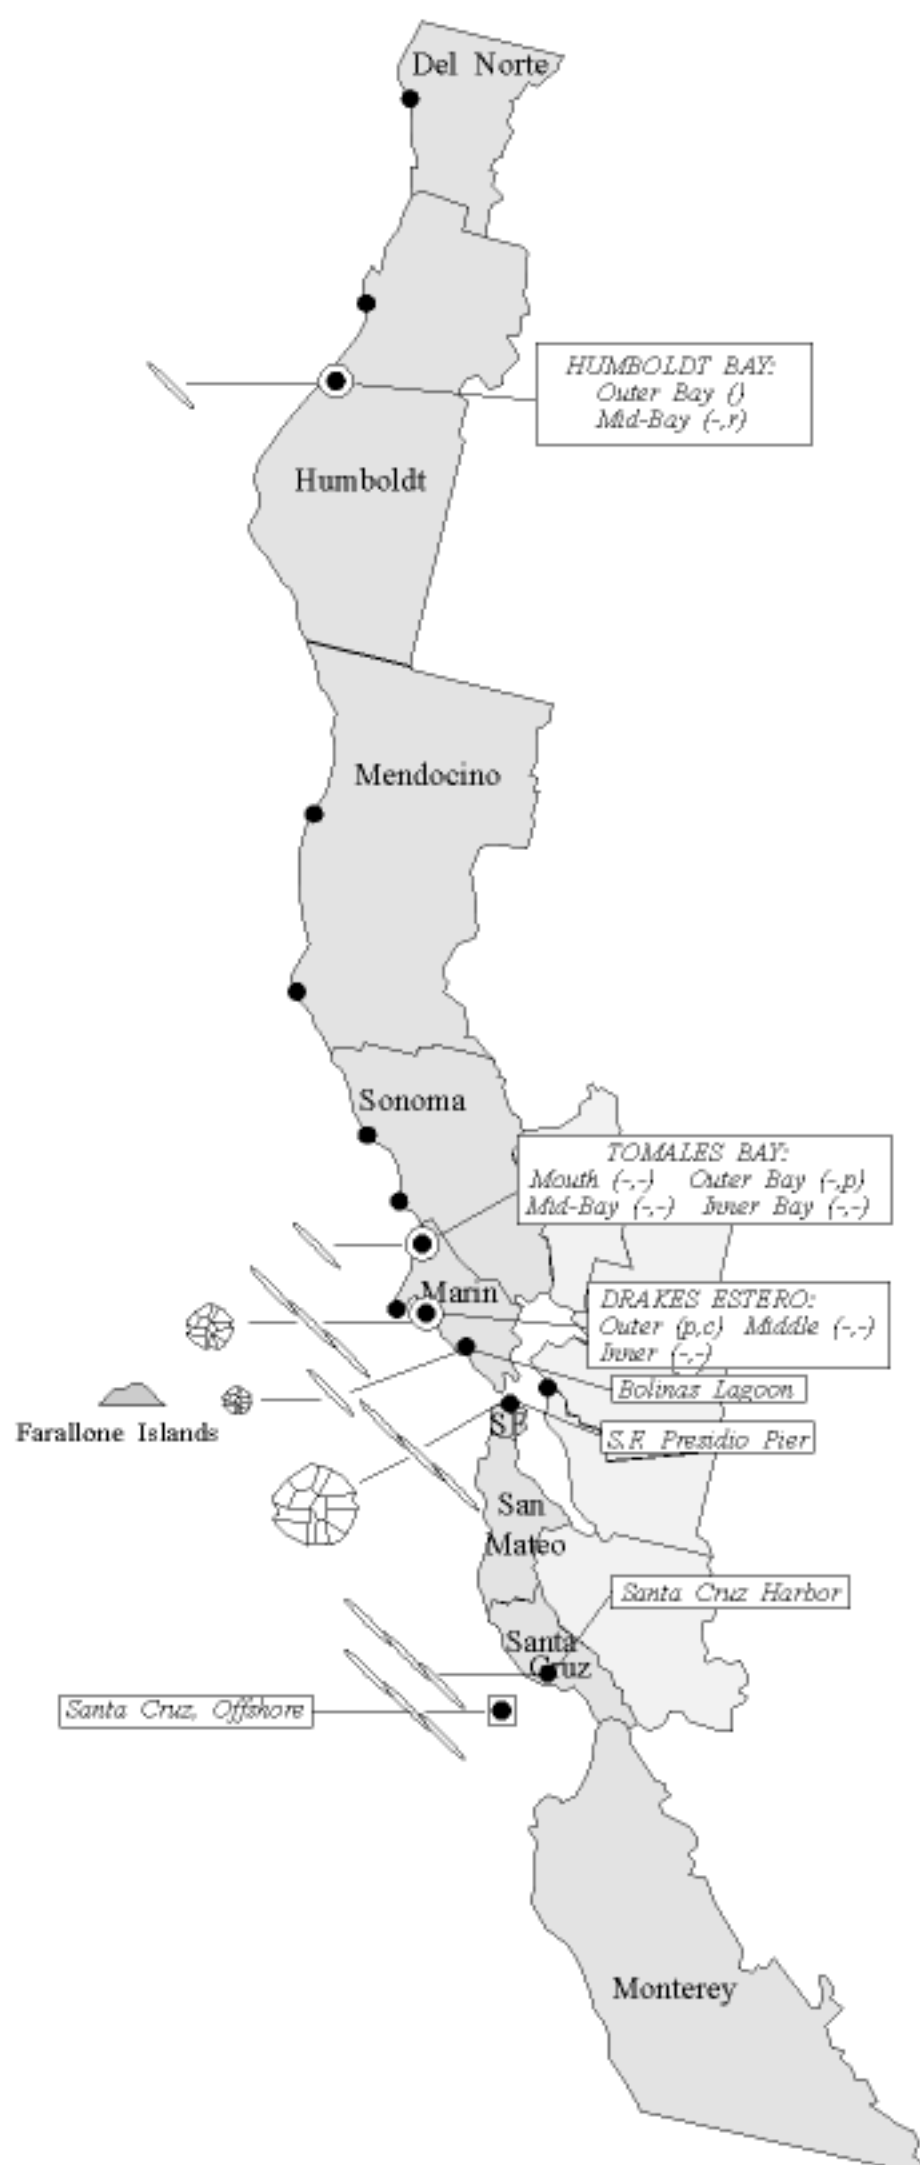 Del Norte
HUMBOLDT BAY:
Outer Bay ()
Mid-Bay (-,r)
Humboldt
Mendocino
Sonoma
TOMALES BAY:
Mouth (-,-) Outer Bay (-,p)
Mid-Bay (-,-) Inner Bay (-,-)
Marin
DRAKES ESTERO:
Outer (p,c) Middle (-,-)
Inner (-,-)
Bolinas Lagoon
Farallone Islands
SF
S.F. Presidio Pier
San
Mateo
Santa Cruz Harbor
Santa
Cruz
Santa Cruz, Offshore
Monterey